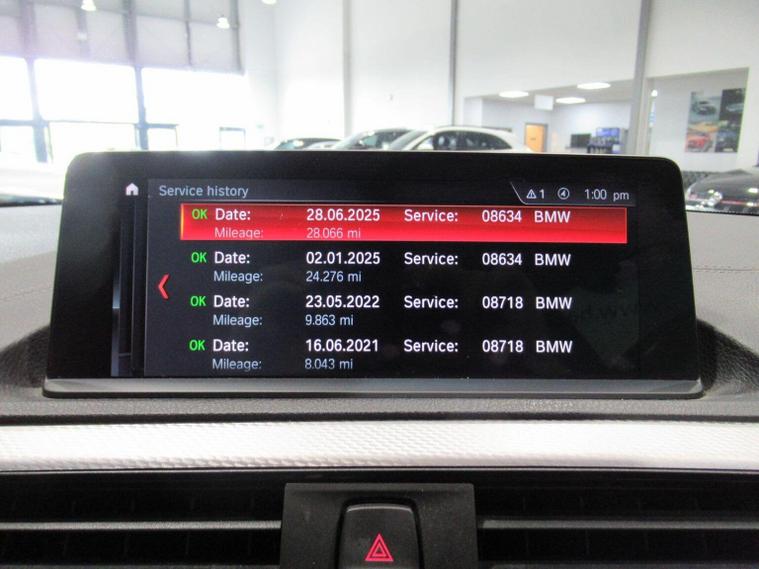 Service history
1
1:00 pm
OK Date: 28.06.2025 Service: 08634 BMW
Mileage: 28.066 mi
OK Date: 02.01.2025 Service: 08634 BMW
Mileage: 24.276 mi
OK Date: 23.05.2022 Service: 08718 BMW
Mileage: 9.863 mi
OK Date: 16.06.2021 Service: 08718 BMW
Mileage: 8.043 mi